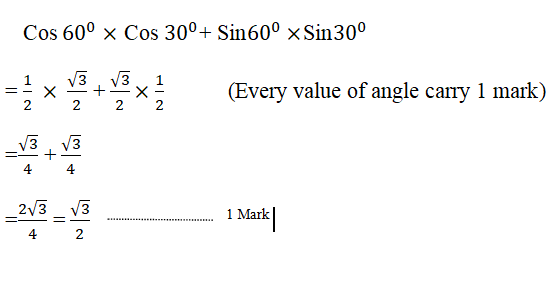 Cos 60⁰ × Cos 30⁰+ Sin60⁰ ×Sin30⁰
=1/2 × √3/2 + √3/2 × 1/2 (Every value of angle carry 1 mark)
=√3/4 + √3/4
=2√3/4 = √3/2 ........................................ 1 Mark